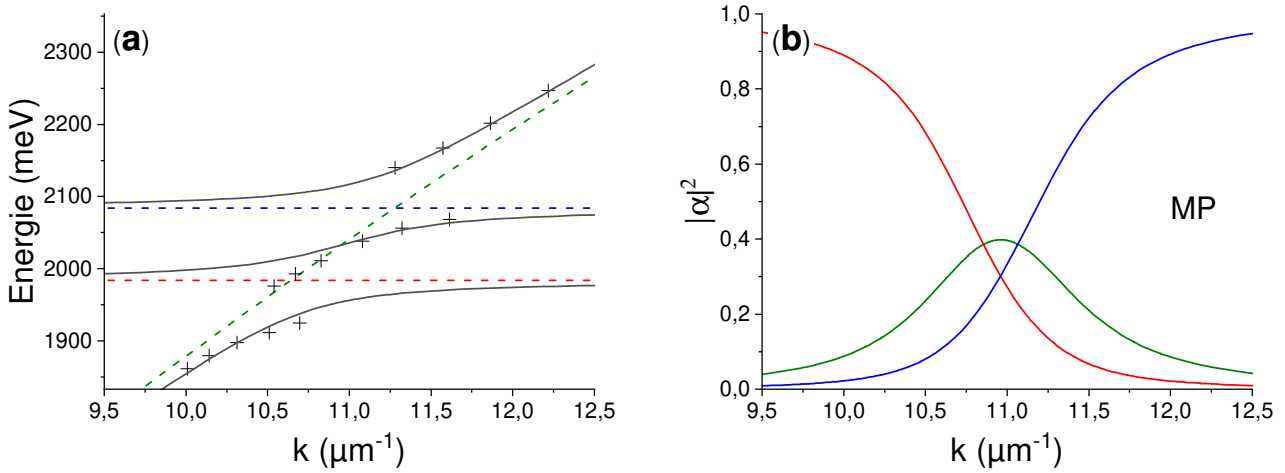 (a)
Energie (meV)
2300
2200
2100
2000
1900
9,5 10,0 10,5 11,0 11,5 12,0 12,5
k (µm⁻¹)
(b)
|α|²
1,0
0,8
0,6
0,4
0,2
0,0
MP
9,5 10,0 10,5 11,0 11,5 12,0 12,5
k (µm⁻¹)